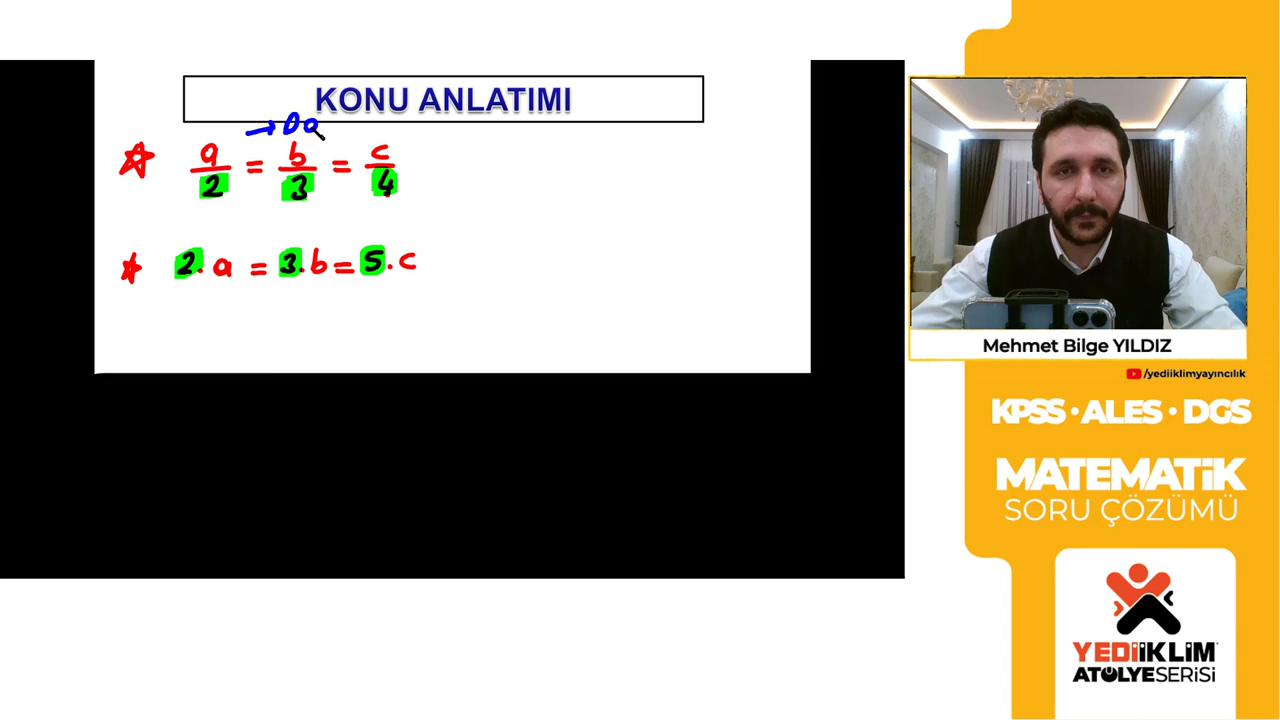 KONU ANLATIMI
→ Do
a/2 = b/3 = c/4
2.a = 3.b = 5.c
Mehmet Bilge YILDIZ
/yediiklimyayıncılık
KPSS • ALES • DGS
MATEMATİK
SORU ÇÖZÜMÜ
YEDİİKLİM
ATÖLYESERİSİ